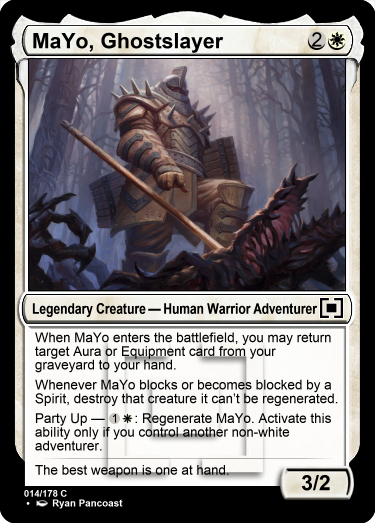 MaYo, Ghostslayer 2
Legendary Creature — Human Warrior Adventurer
When MaYo enters the battlefield, you may return
target Aura or Equipment card from your
graveyard to your hand.
Whenever MaYo blocks or becomes blocked by a
Spirit, destroy that creature it can't be regenerated.
Party Up — 1: Regenerate MaYo. Activate this
ability only if you control another non-white
adventurer.
The best weapon is one at hand.
3/2
014/178 C
• Ryan Pancoast